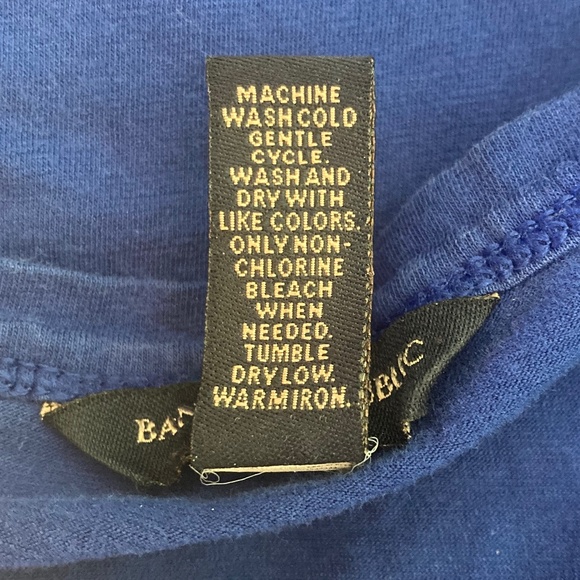 MACHINE
WASH COLD
GENTLE
CYCLE.
WASH AND
DRY WITH
LIKE COLORS.
ONLY NON-
CHLORINE
BLEACH
WHEN
NEEDED.
TUMBLE
DRY LOW.
WARM IRON.